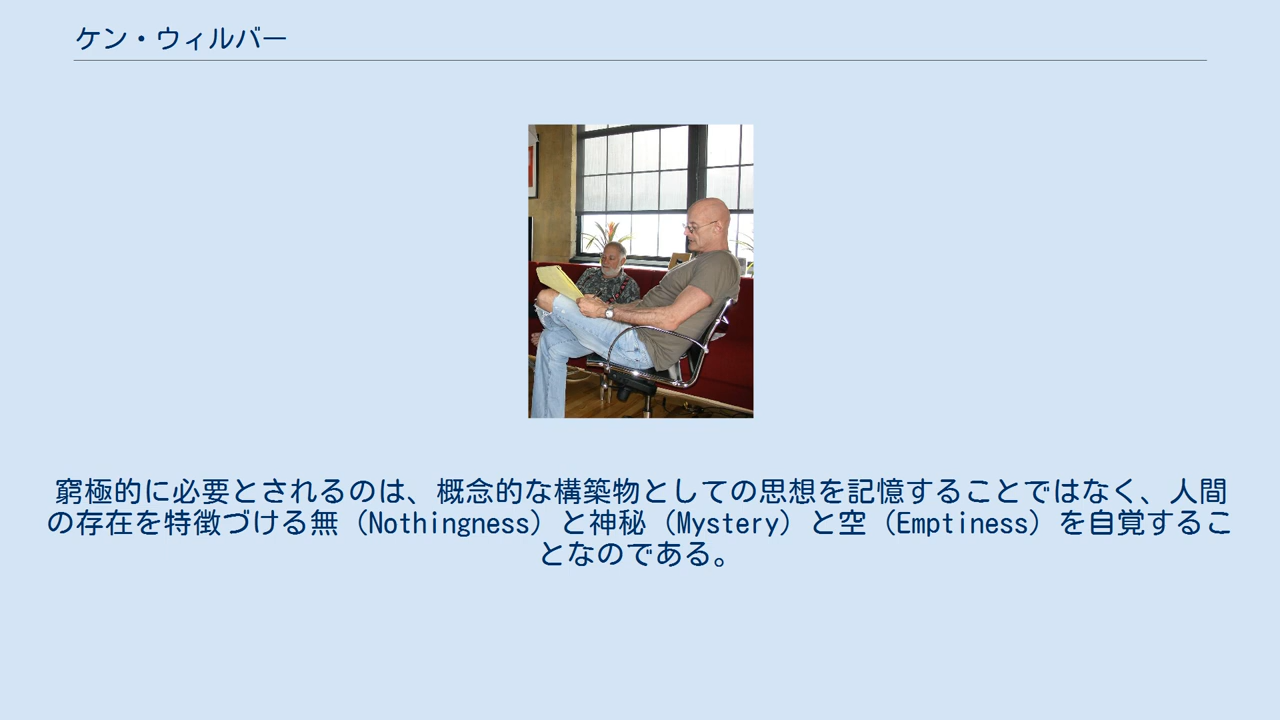 ケン・ウィルバー
窮極的に必要とされるのは、概念的な構築物としての思想を記憶することではなく、人間
の存在を特徴づける無（Nothingness）と神秘（Mystery）と空（Emptiness）を自覚するこ
となのである。